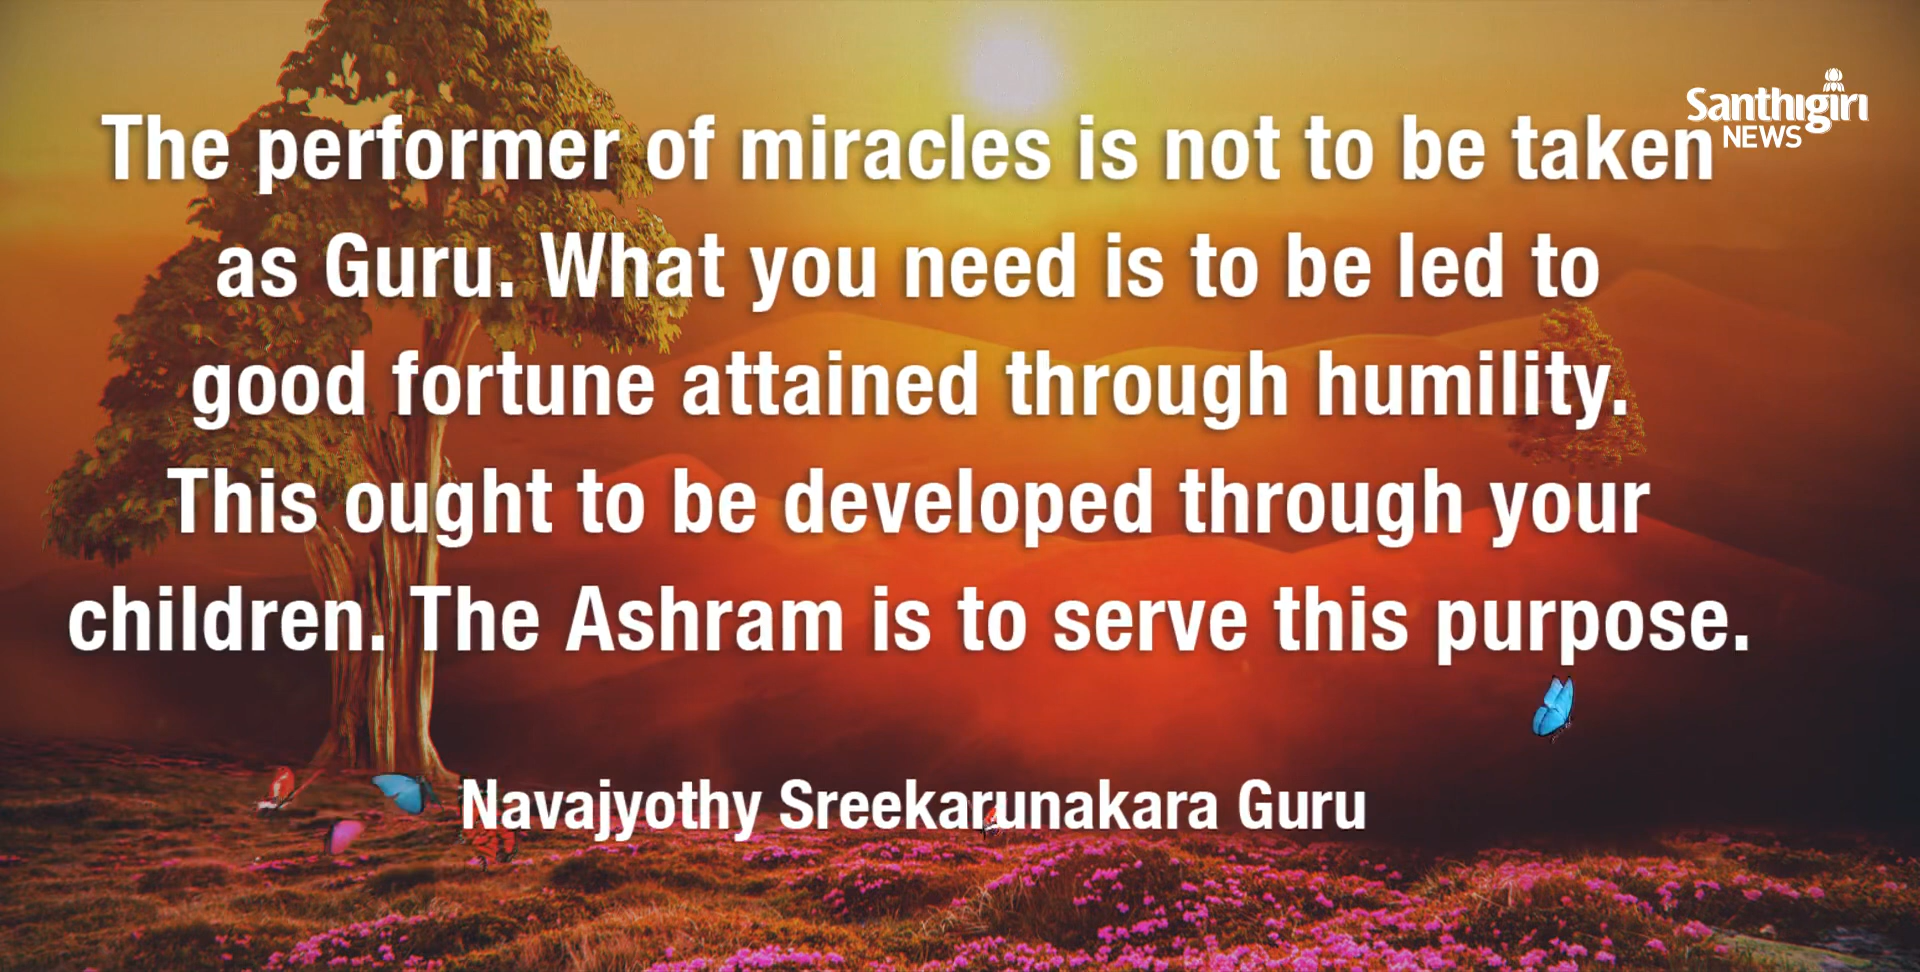 Santhigiri
NEWS
The performer of miracles is not to be taken
as Guru. What you need is to be led to
good fortune attained through humility.
This ought to be developed through your
children. The Ashram is to serve this purpose.
Navajyothy Sreekarunakara Guru